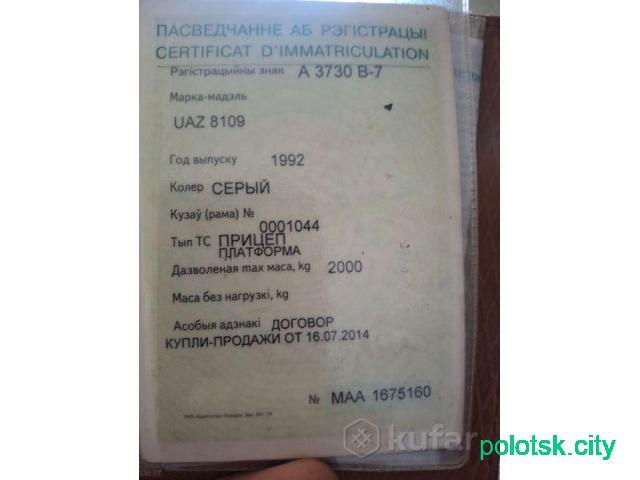 ПАСВЕДЧАННЕ АБ РЭГІСТРАЦЫІ
CERTIFICAT D'IMMATRICULATION
Рэгістрацыйны знак А 3730 В-7
Марка-мадэль
UAZ 8109
Год выпуску 1992
Колер СЕРЫЙ
Кузаў (рама) № 0001044
Тып ТС ПРИЦЕП
ПЛАТФОРМА
Дазволеная max маса, kg 2000
Маса без нагрузкі, kg
Асобыя адзнакі ДОГОВОР
КУПЛИ-ПРОДАЖИ ОТ 16.07.2014
№ МАА 1675160
kufar
polotsk.city